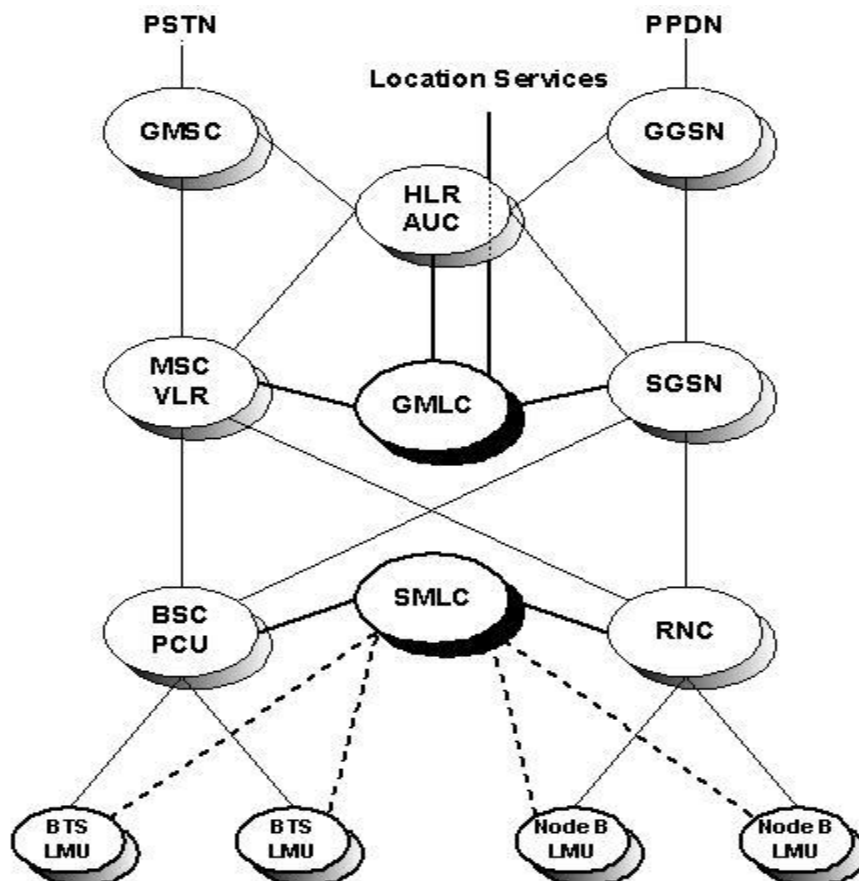 PSTN
PPDN
Location Services
GMSC
GGSN
HLR
AUC
MSC
VLR
GMLC
SGSN
BSC
PCU
SMLC
RNC
BTS
LMU
BTS
LMU
Node B
LMU
Node B
LMU